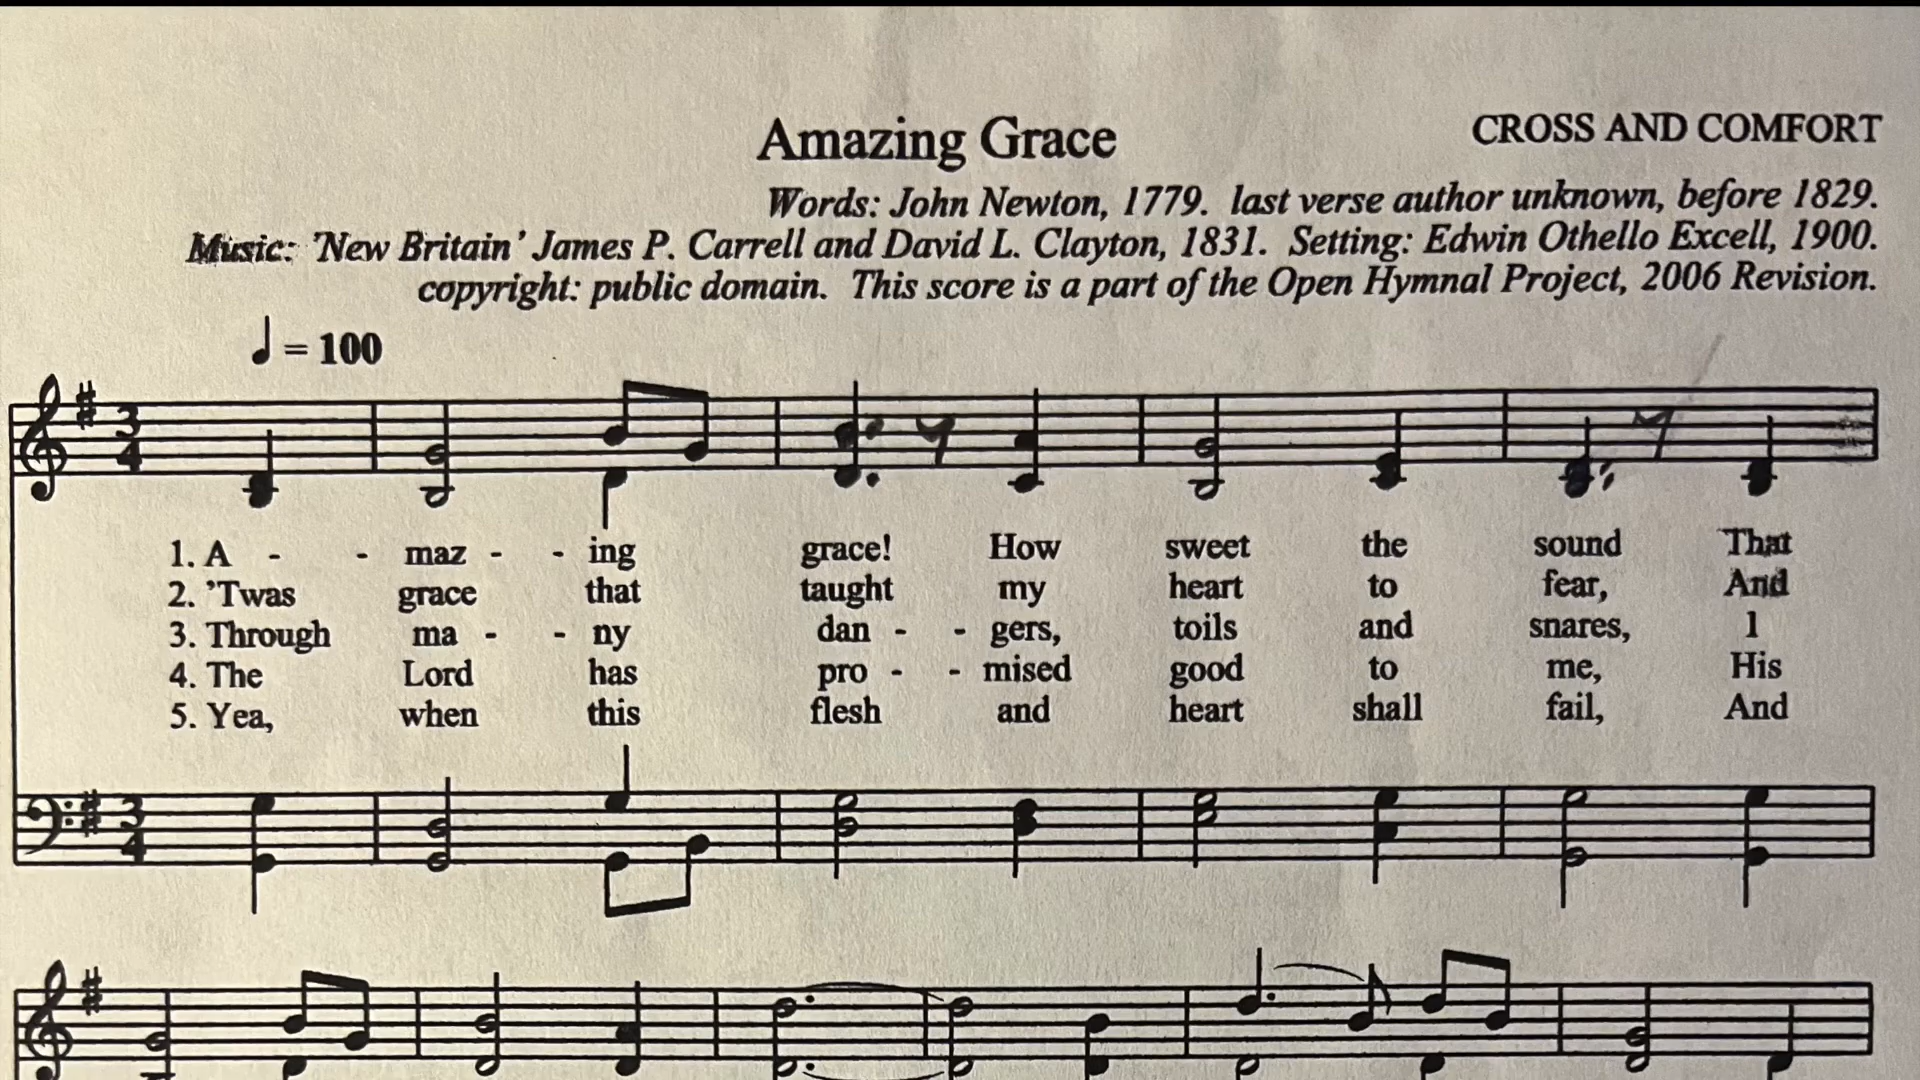 Amazing Grace
CROSS AND COMFORT
Words: John Newton, 1779. last verse author unknown, before 1829.
Music: 'New Britain' James P. Carrell and David L. Clayton, 1831. Setting: Edwin Othello Excell, 1900.
copyright: public domain. This score is a part of the Open Hymnal Project, 2006 Revision.
♩ = 100
3
4
1. A - - maz - - ing grace! How sweet the sound That
2. ’Twas grace that taught my heart to fear, And
3. Through ma - - ny dan - - gers, toils and snares, I
4. The Lord has pro - - mised good to me, His
5. Yea, when this flesh and heart shall fail, And
3
4